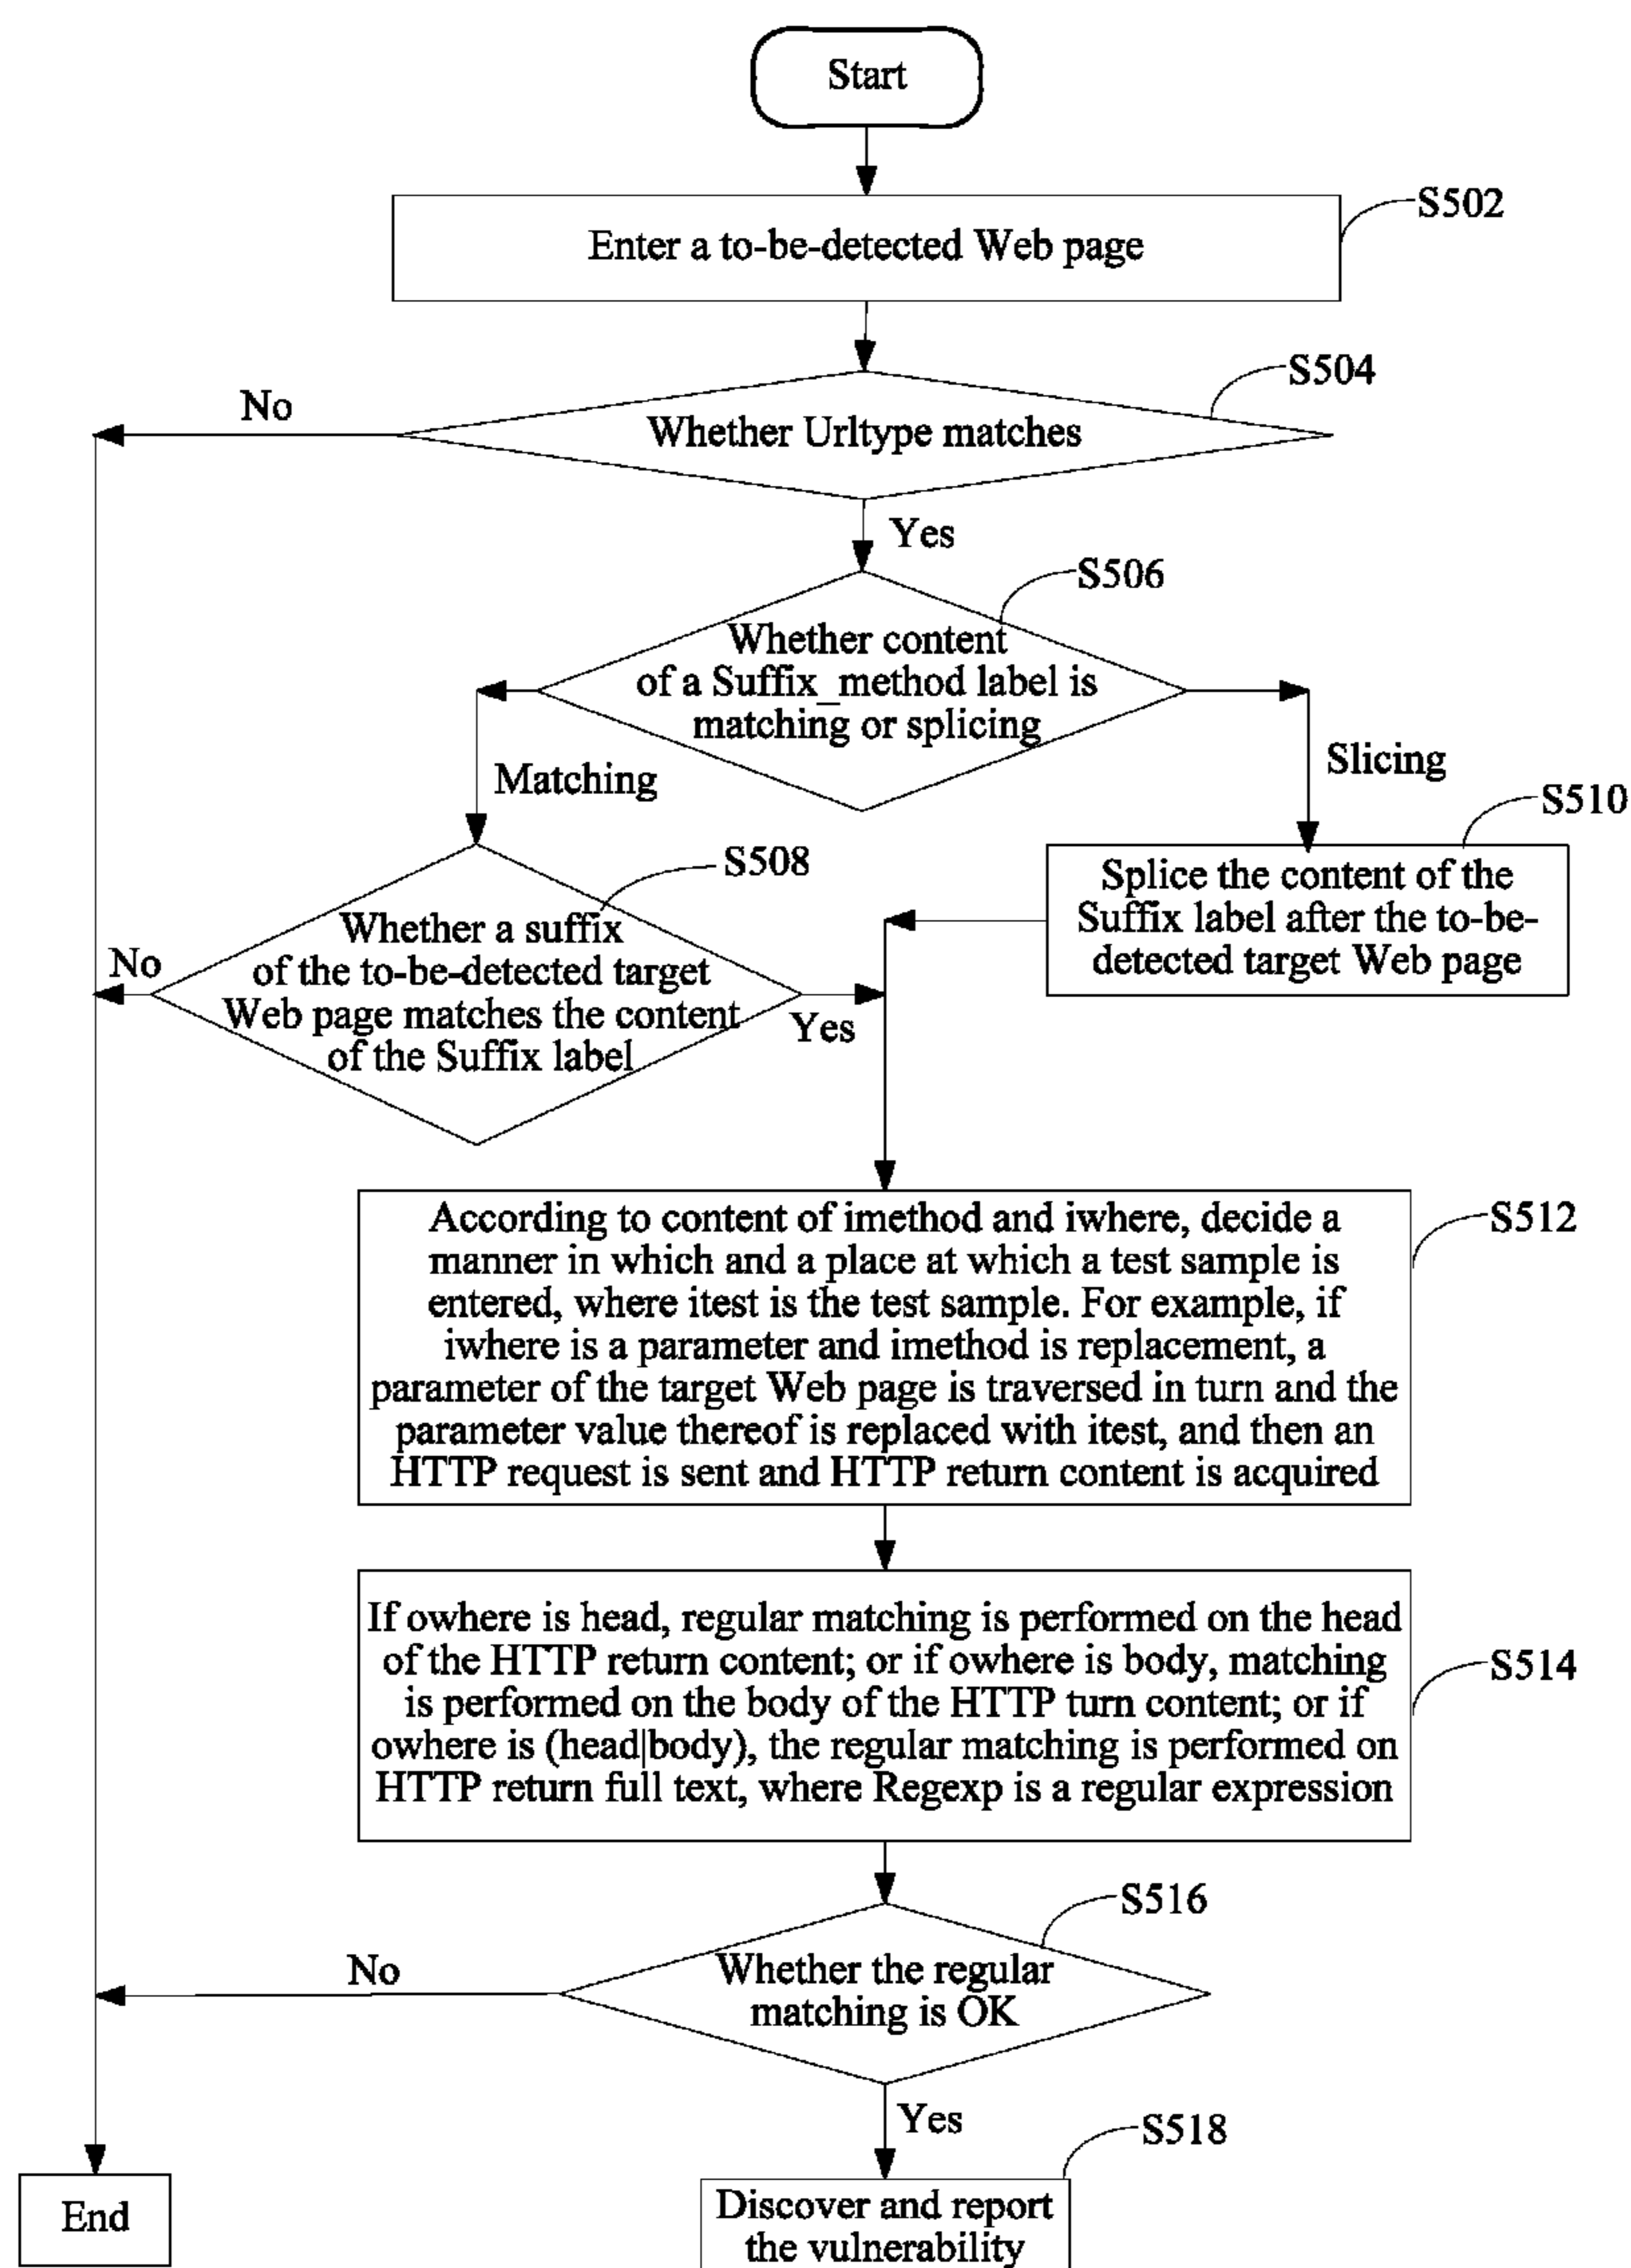 Start
S502
Enter a to-be-detected Web page
S504
No
Whether Urltype matches
Yes
S506
Whether content
of a Suffix_method label is
matching or splicing
Matching
Slicing
S510
Splice the content of the
Suffix label after the to-be-
detected target Web page
S508
Whether a suffix
of the to-be-detected target
Web page matches the content
of the Suffix label
No
Yes
S512
According to content of imethod and iwhere, decide a
manner in which and a place at which a test sample is
entered, where itest is the test sample. For example, if
iwhere is a parameter and imethod is replacement, a
parameter of the target Web page is traversed in turn and the
parameter value thereof is replaced with itest, and then an
HTTP request is sent and HTTP return content is acquired
If owhere is head, regular matching is performed on the head
of the HTTP return content; or if owhere is body, matching
is performed on the body of the HTTP turn content; or if
owhere is (head|body), the regular matching is performed on
HTTP return full text, where Regexp is a regular expression
S514
S516
No
Whether the regular
matching is OK
Yes
S518
End
Discover and report
the vulnerability